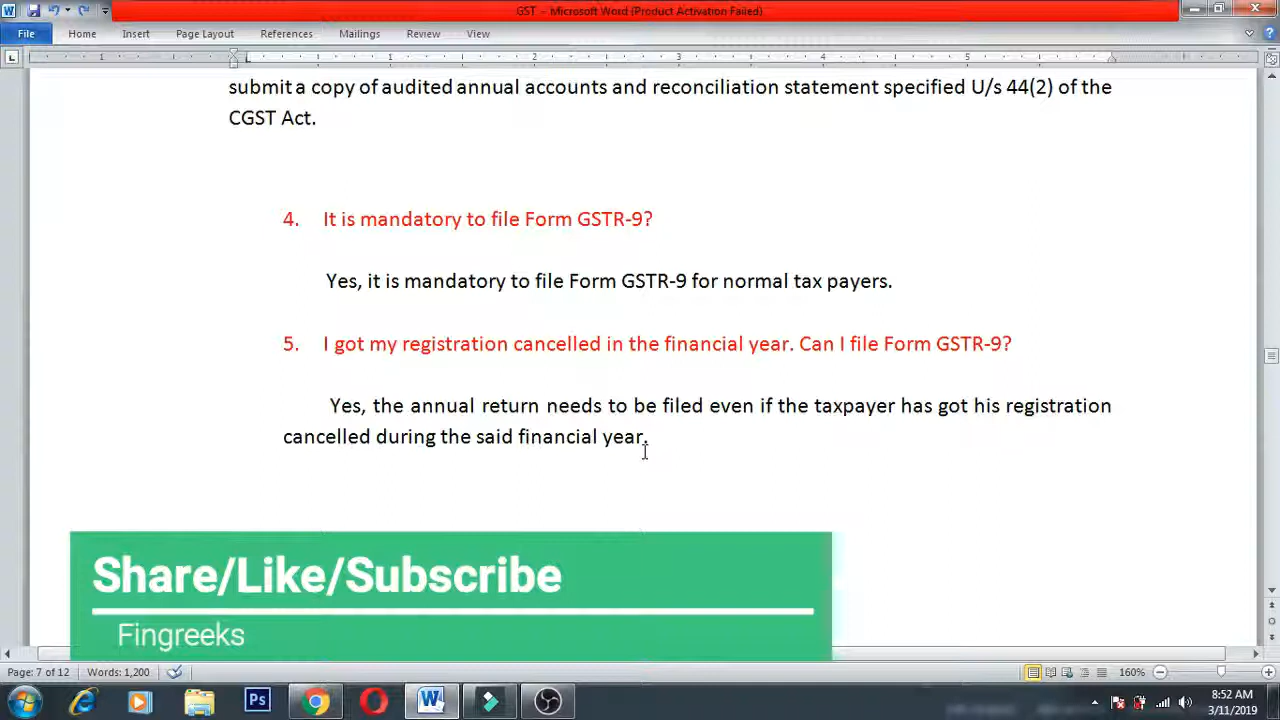 GST - Microsoft Word (Product Activation Failed)
File Home Insert Page Layout References Mailings Review View
submit a copy of audited annual accounts and reconciliation statement specified U/s 44(2) of the
CGST Act.
4. It is mandatory to file Form GSTR-9?
Yes, it is mandatory to file Form GSTR-9 for normal tax payers.
5. I got my registration cancelled in the financial year. Can I file Form GSTR-9?
Yes, the annual return needs to be filed even if the taxpayer has got his registration
cancelled during the said financial year.
Share/Like/Subscribe
Fingreeks
Page: 7 of 12 Words: 1,200 160%
8:52 AM
3/11/2019